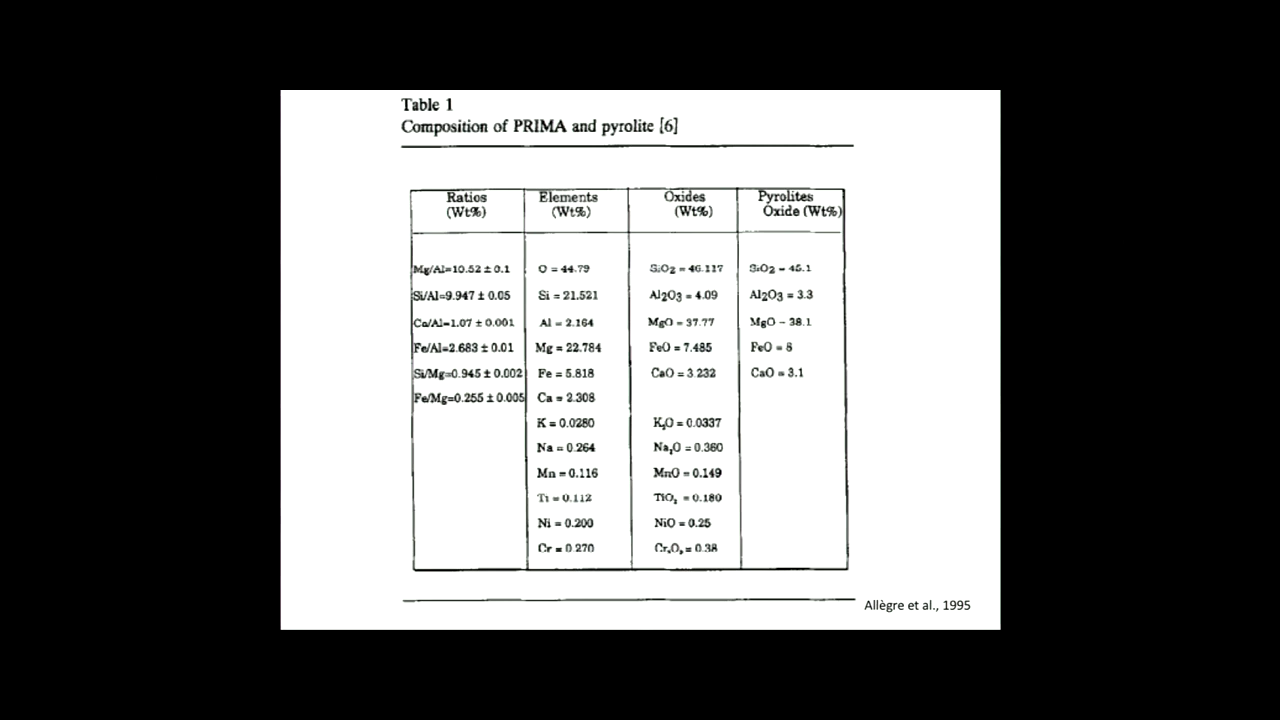 Table 1
Composition of PRIMA and pyrolite [6]
Ratios Elements Oxides Pyrolites
(Wt%) (Wt%) (Wt%) Oxide (Wt%)
Mg/Al=10.52 ± 0.1 O = 44.79 SiO2 = 46.117 SiO2 = 45.1
Si/Al=9.947 ± 0.05 Si = 21.521 Al2O3 = 4.09 Al2O3 = 3.3
Ca/Al=1.07 ± 0.001 Al = 2.164 MgO = 37.77 MgO = 38.1
Fe/Al=2.683 ± 0.01 Mg = 22.784 FeO = 7.485 FeO = 8
Si/Mg=0.945 ± 0.002 Fe = 5.818 CaO = 3.232 CaO = 3.1
Fe/Mg=0.255 ± 0.005 Ca = 2.308
K = 0.0280 K₂O = 0.0337
Na = 0.264 Na₂O = 0.360
Mn = 0.116 MnO = 0.149
Ti = 0.112 TiO₂ = 0.180
Ni = 0.200 NiO = 0.25
Cr = 0.270 Cr₂O₃ = 0.38
Allègre et al., 1995